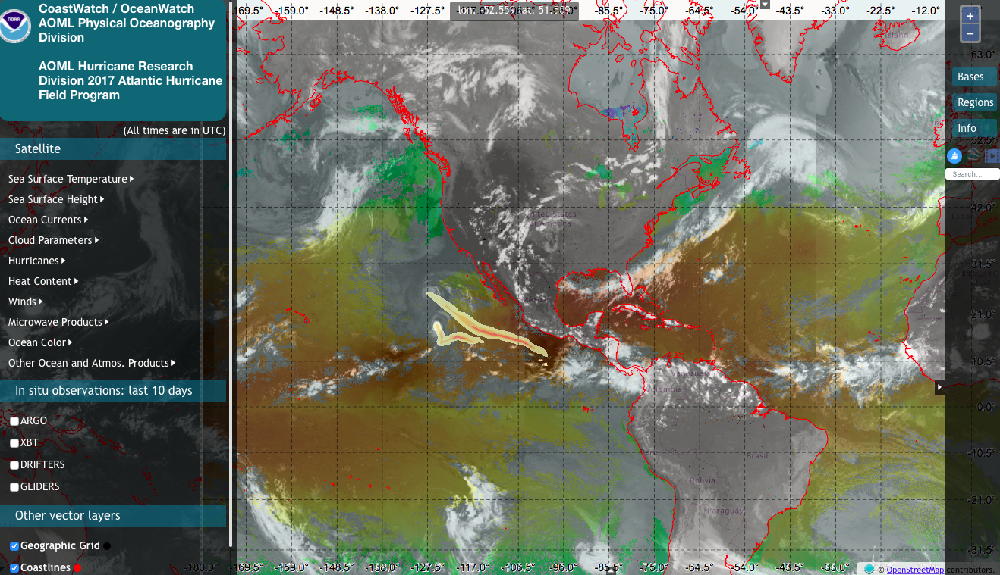 CoastWatch / OceanWatch
AOML Physical Oceanography
Division
AOML Hurricane Research
Division 2017 Atlantic Hurricane
Field Program
(All times are in UTC)
Satellite
Sea Surface Temperature
Sea Surface Height
Ocean Currents
Cloud Parameters
Hurricanes
Heat Content
Winds
Microwave Products
Ocean Color
Other Ocean and Atmos. Products
In situ observations: last 10 days
ARGO
XBT
DRIFTERS
GLIDERS
Other vector layers
Geographic Grid
Coastlines
169.5° -159.0° -148.5° -138.0° -127.5° -85.5° -75.0° -64.5° -54.0° -43.5° -33.0° -22.5° -12.0°
+
−
Bases
Regions
Info
Search...
63.0°
52.5°
42.0°
31.5°
21.0°
10.5°
0.0°
-10.5°
-21.0°
-31.5°
Island
United States
of America
Venezuela
Colombia
Brasil
Bolivia
Paraguay
-180.0° -169.5° -159.0° -148.5° -138.0° -127.5° -117.0° -106.5° -96.0° -85.5° -75.0° -64.5° -54.0° -43.5° -33.0°
© OpenStreetMap contributors.